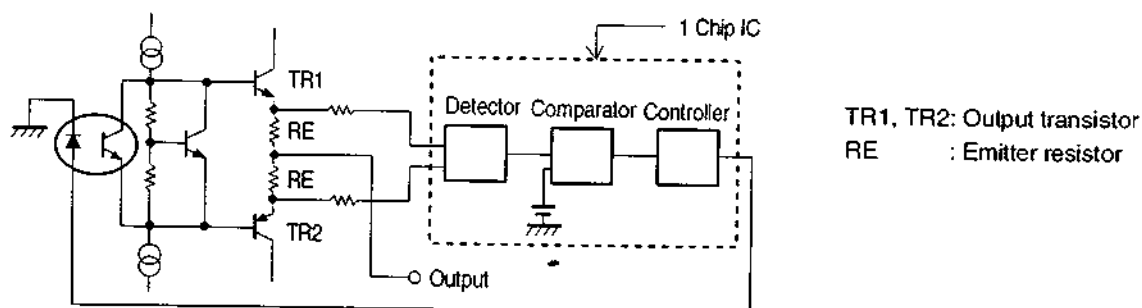 1 Chip IC
TR1
Detector Comparator Controller
RE
RE
TR2
Output
TR1, TR2: Output transistor
RE : Emitter resistor